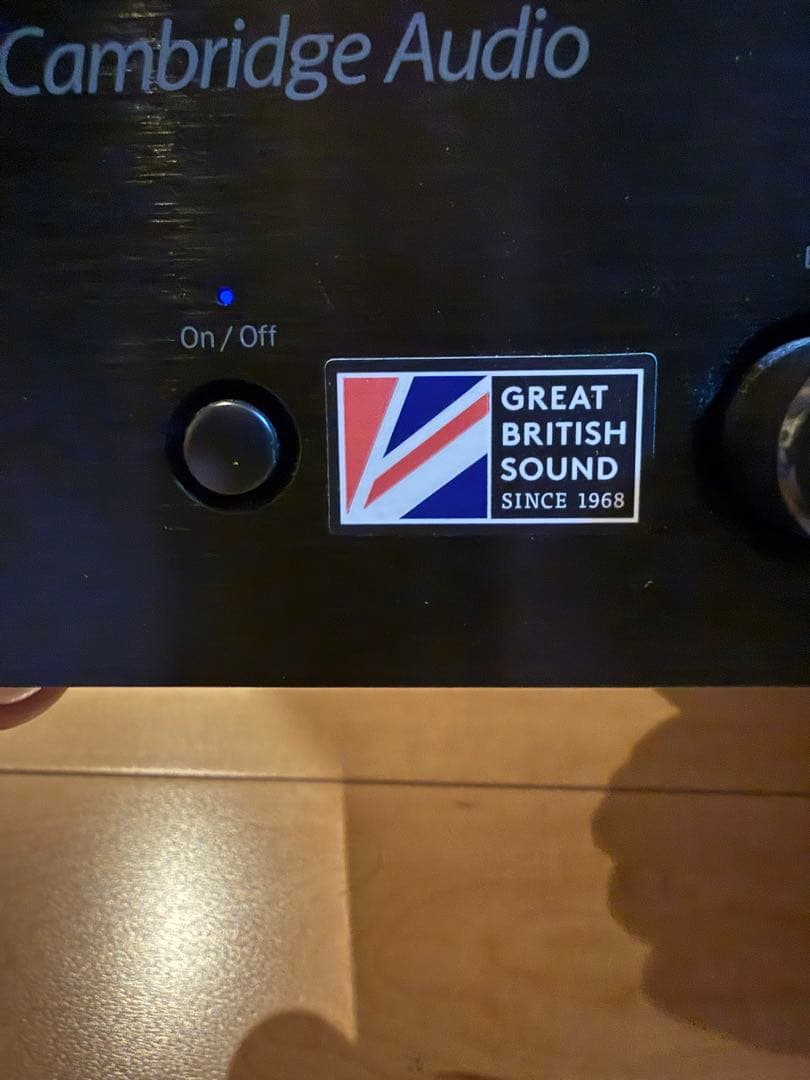 Cambridge Audio
On / Off
GREAT
BRITISH
SOUND
SINCE 1968